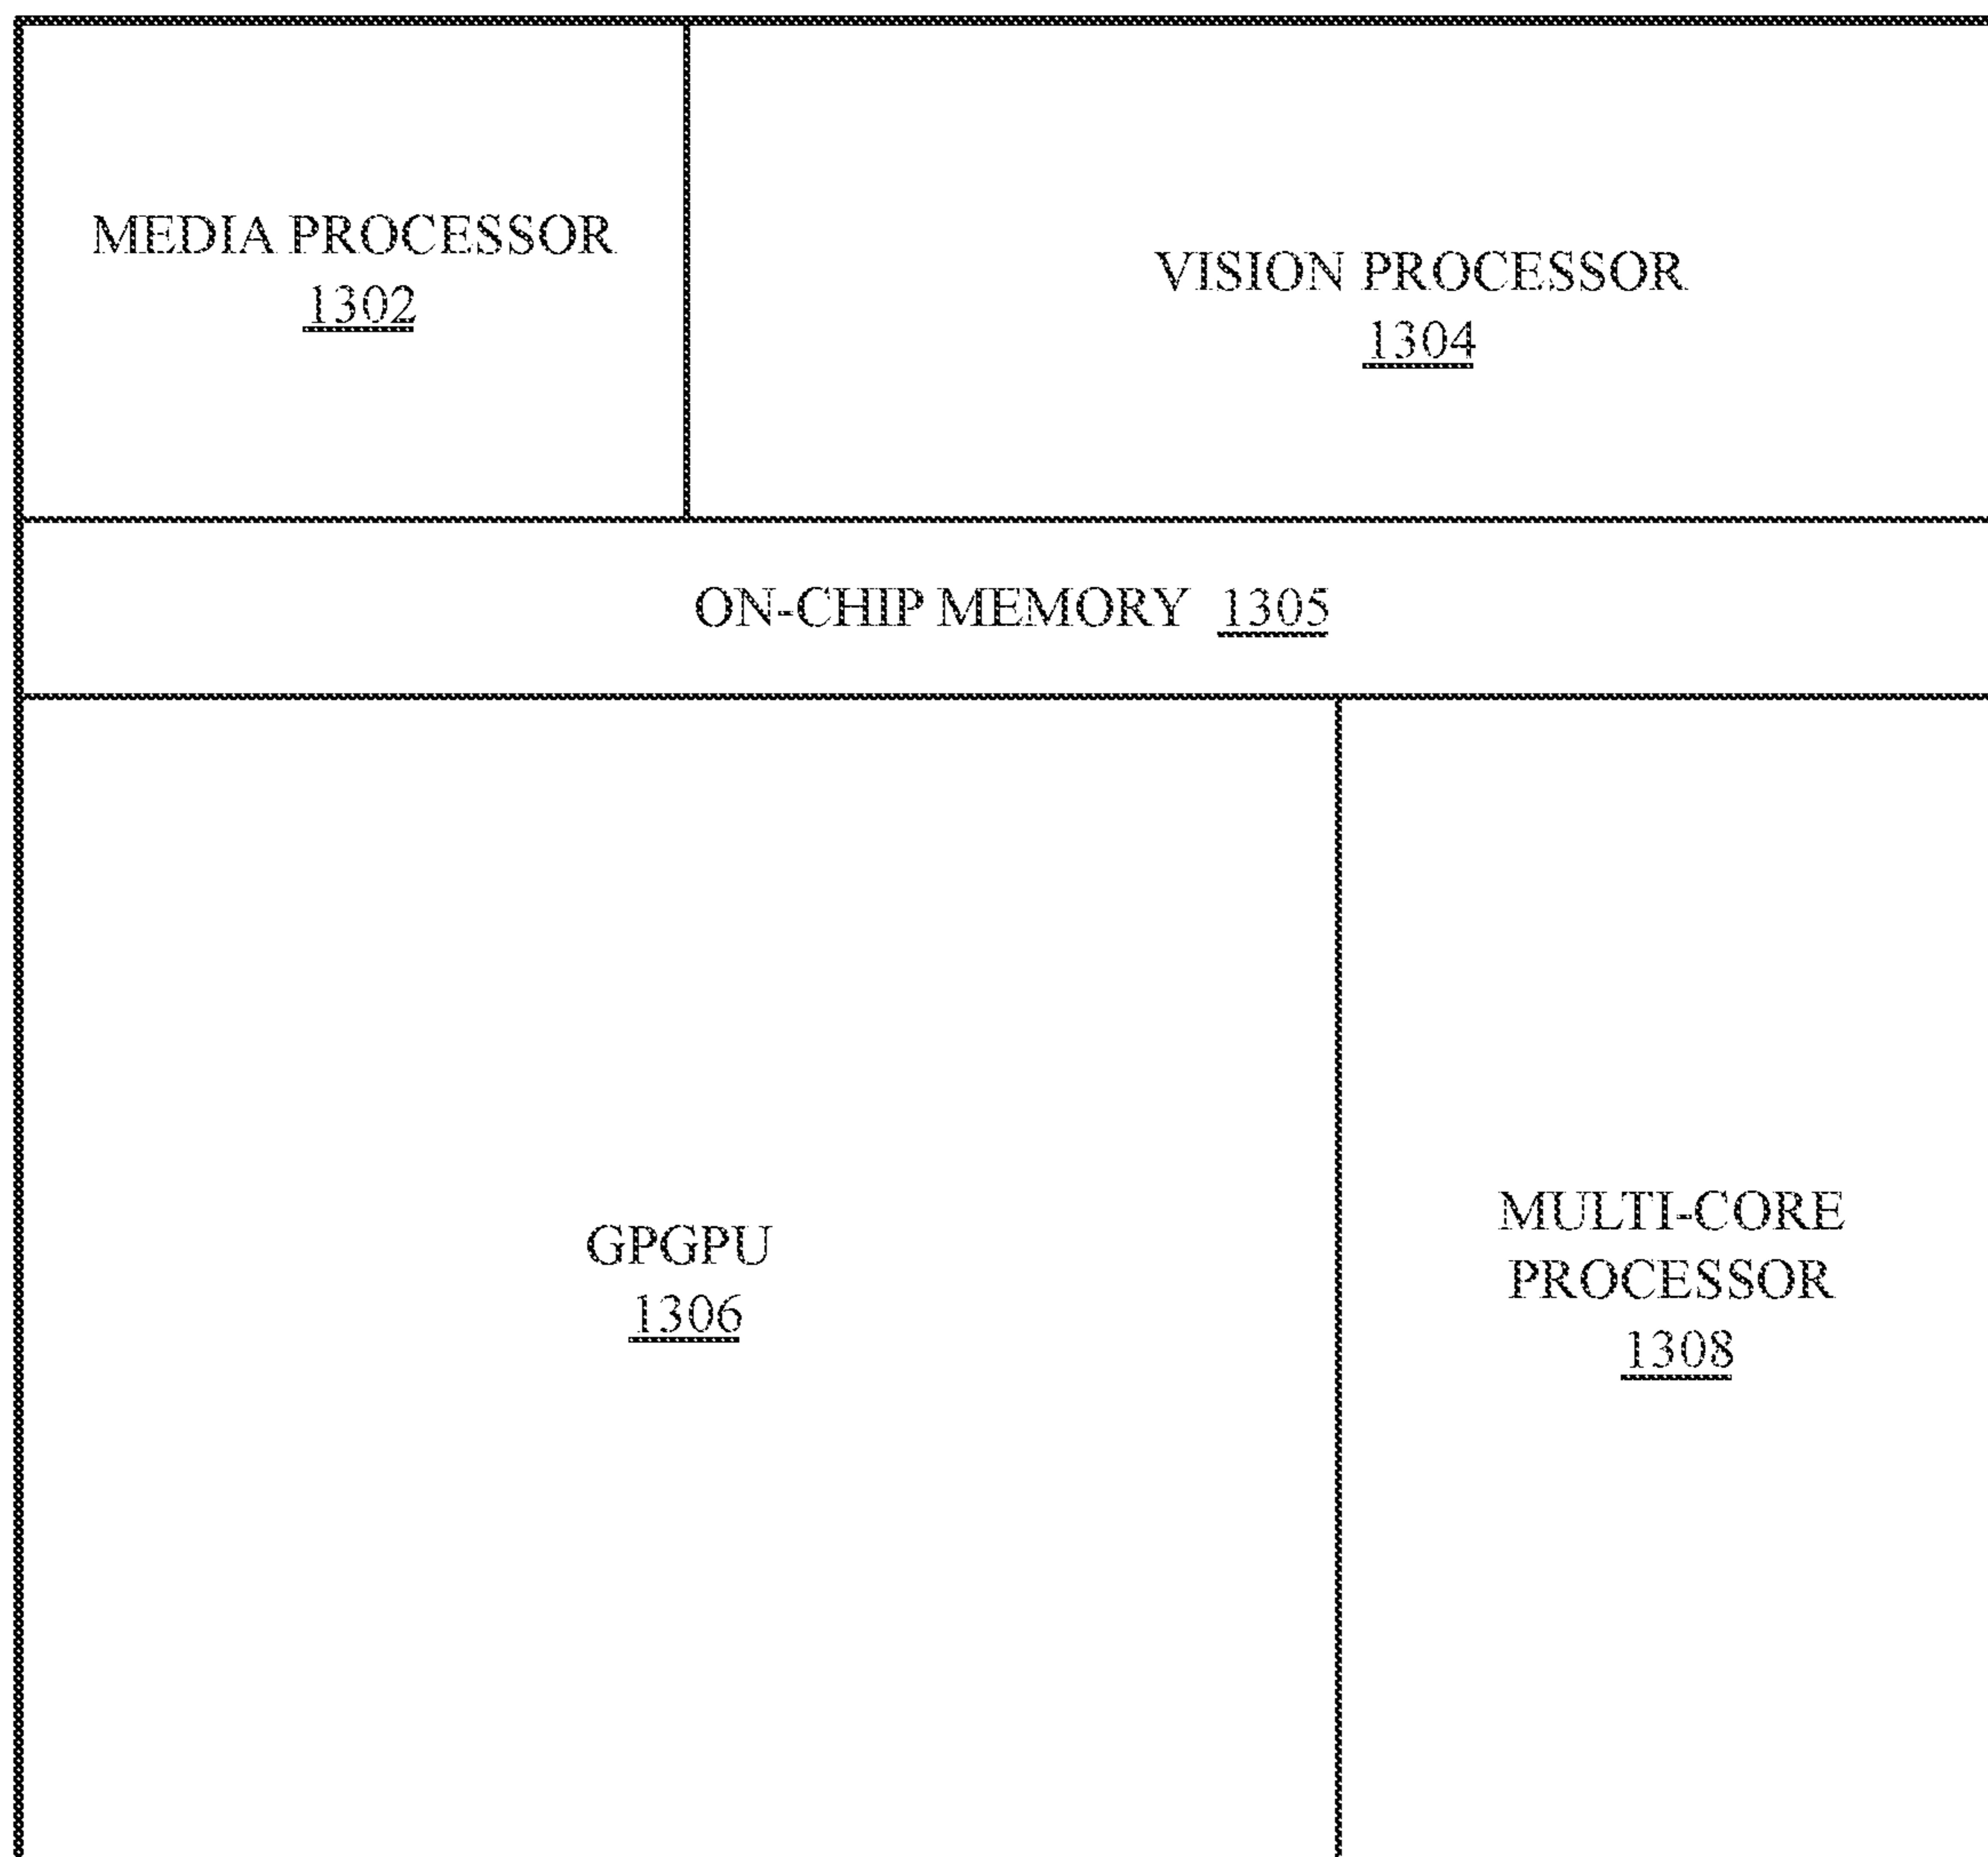 MEDIA PROCESSOR
1302
VISION PROCESSOR
1304
ON-CHIP MEMORY 1305
GPGPU
1306
MULTI-CORE
PROCESSOR
1308